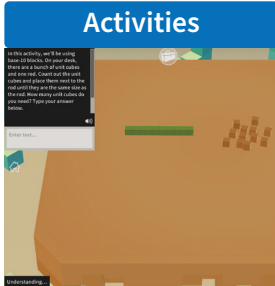 Activities
In this activity, we'll be using
base-10 blocks. On your desk,
there are a bunch of unit cubes
and one rod. Count out the unit
cubes and place them next to the
rod until they are the same size as
the rod. How many unit cubes do
you need? Type your answer
below.
Enter text...
Understanding...